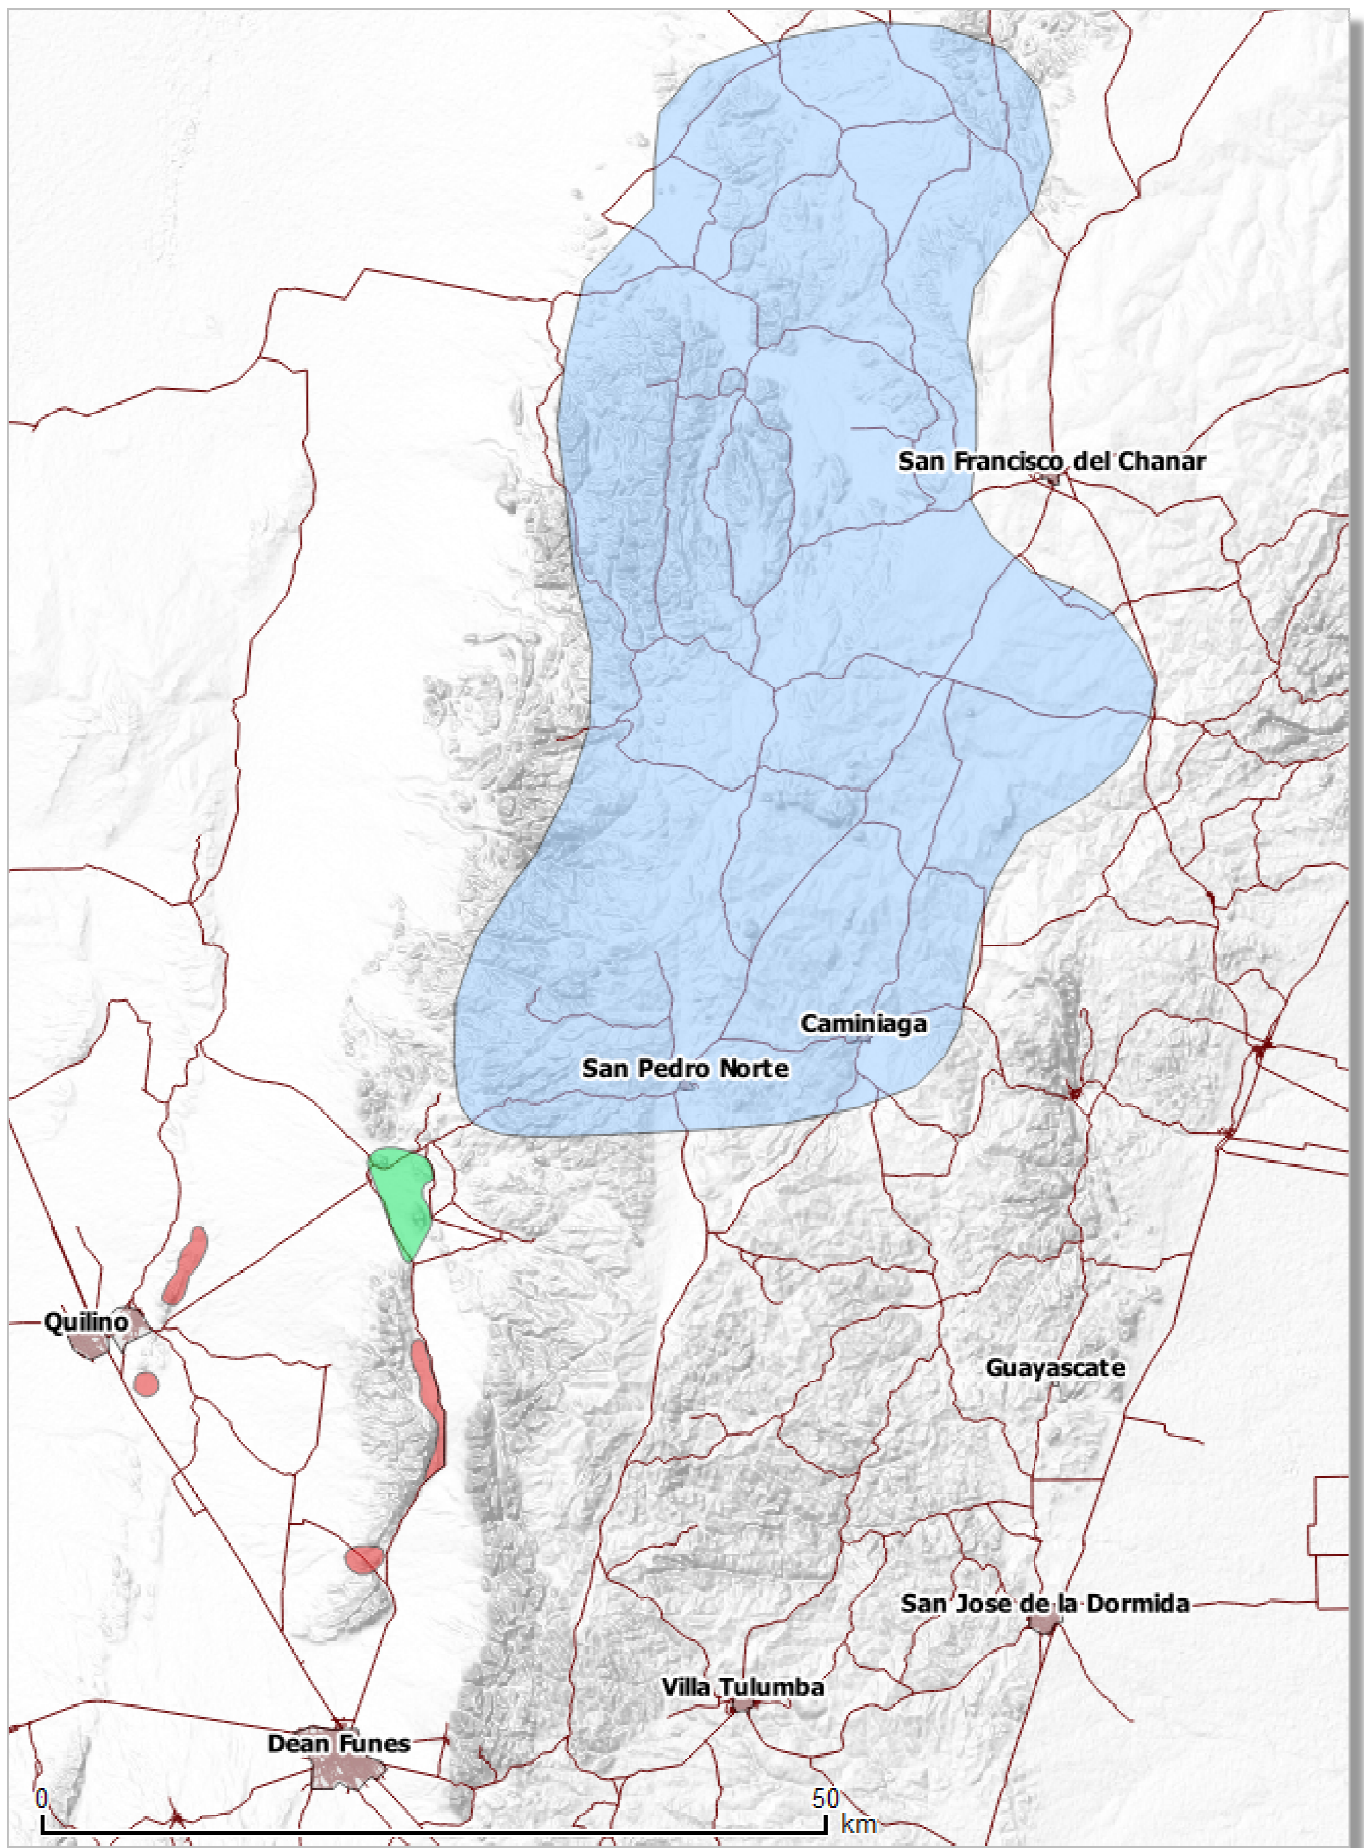 San Francisco del Chanar
Caminiaga
San Pedro Norte
Quilino
Guayascate
San Jose de la Dormida
Villa Tulumba
Dean Funes
0 50
km